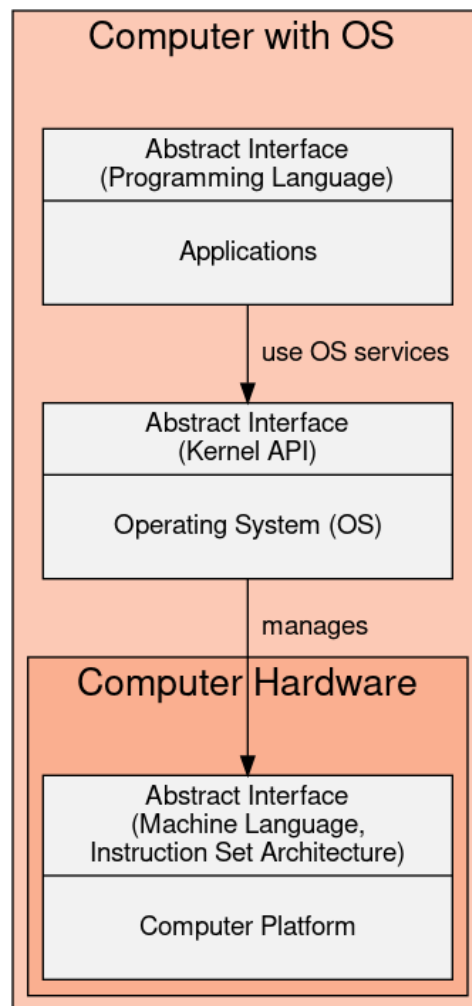 Computer with OS
Abstract Interface
(Programming Language)
Applications
use OS services
Abstract Interface
(Kernel API)
Operating System (OS)
manages
Computer Hardware
Abstract Interface
(Machine Language,
Instruction Set Architecture)
Computer Platform